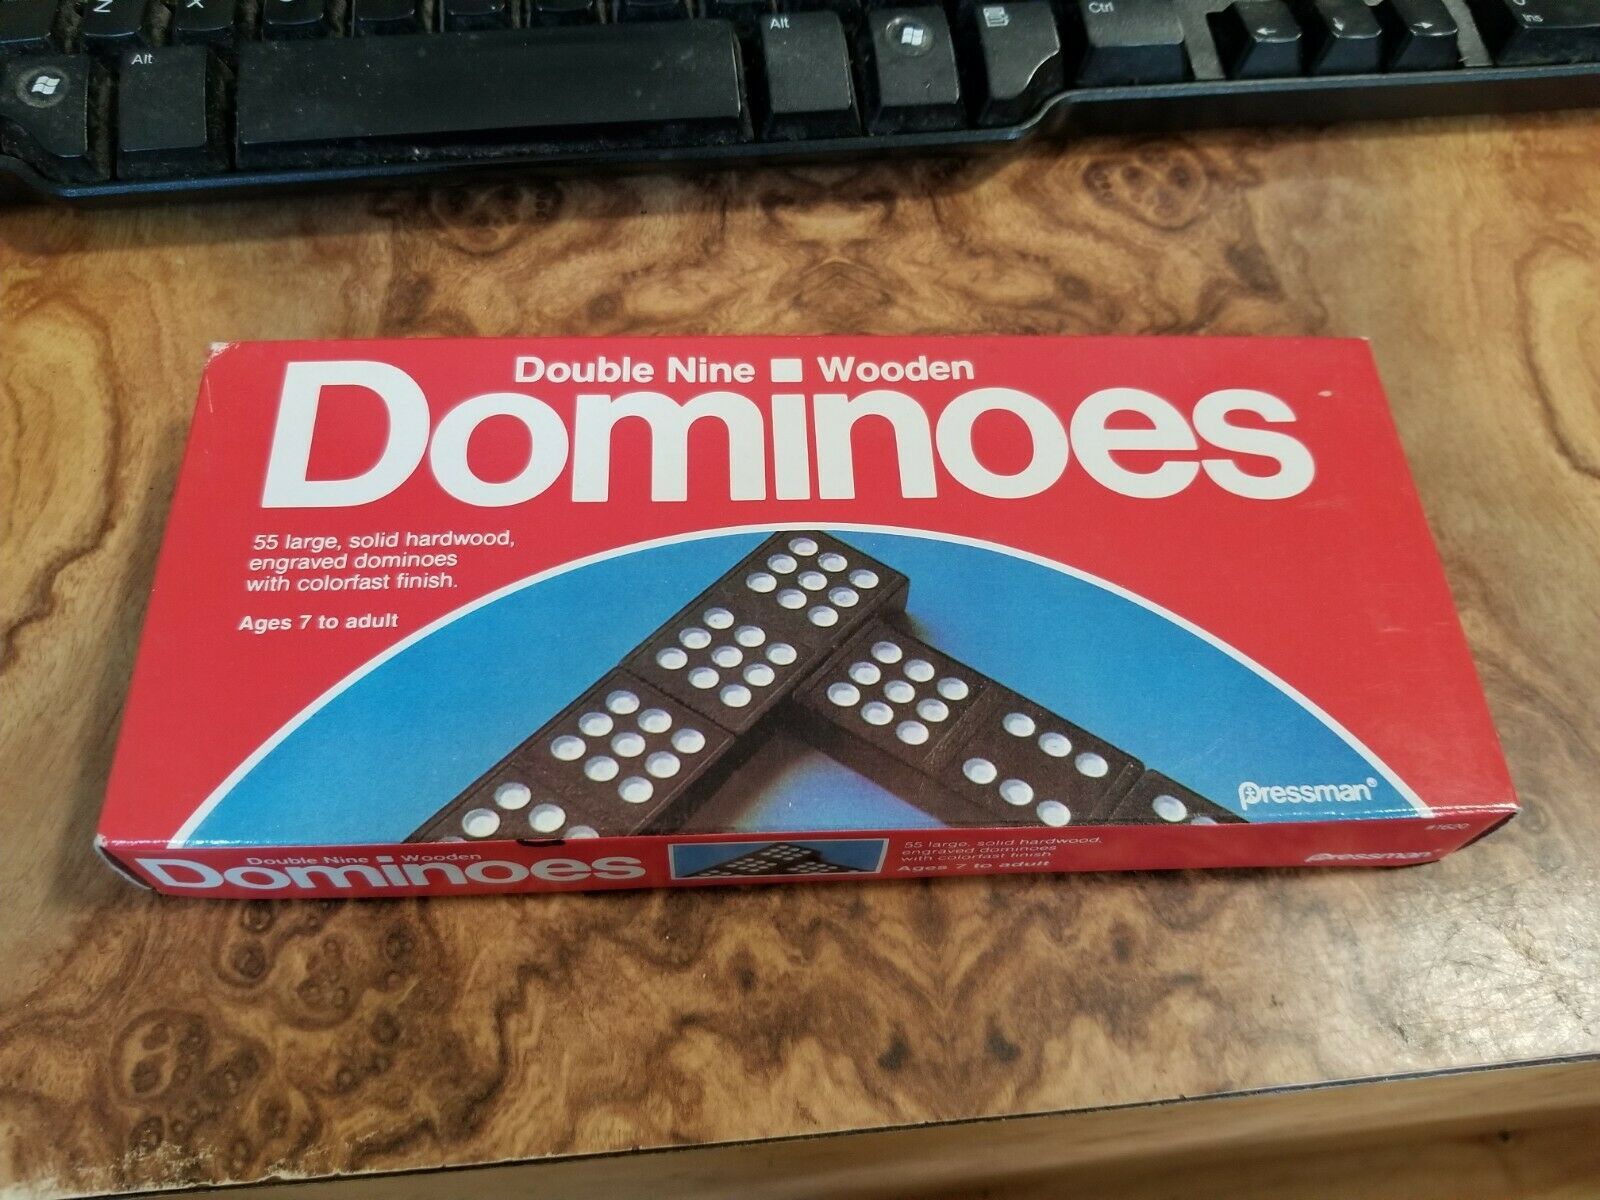 N X
Alt Alt Ctrl Ins
Double Nine ■ Wooden
Dominoes
55 large, solid hardwood,
engraved dominoes
with colorfast finish.
Ages 7 to adult
Pressman®
Double Nine ■ Wooden
Dominoes
55 large, solid hardwood,
engraved dominoes
with colorfast finish.
Ages 7 to adult
#1620
Pressman